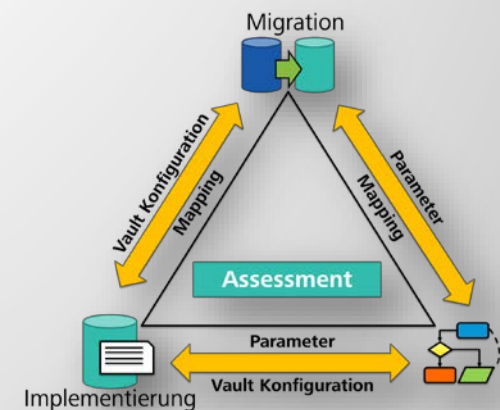 Migration
Vault Konfiguration
Mapping
Parameter
Mapping
Assessment
Parameter
Vault Konfiguration
Implementierung